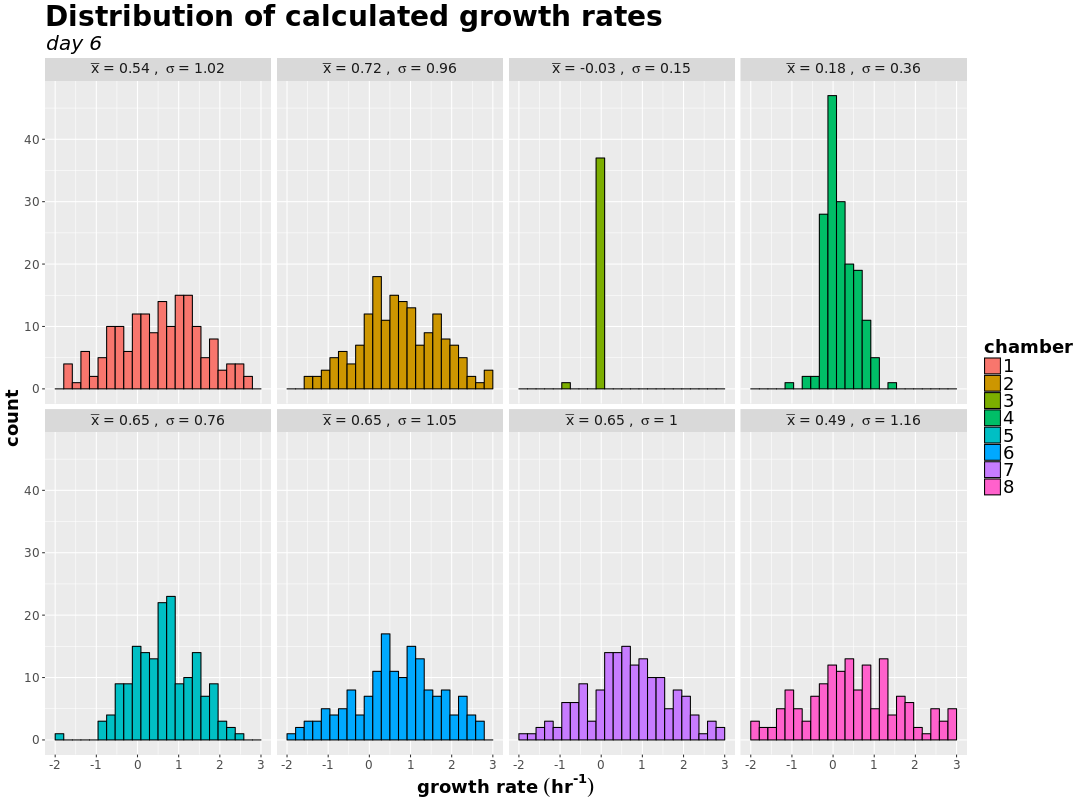 Distribution of calculated growth rates
day 6
x̅ = 0.54 , σ = 1.02
x̅ = 0.72 , σ = 0.96
x̅ = -0.03 , σ = 0.15
x̅ = 0.18 , σ = 0.36
40
30
20
10
0
x̅ = 0.65 , σ = 0.76
x̅ = 0.65 , σ = 1.05
x̅ = 0.65 , σ = 1
x̅ = 0.49 , σ = 1.16
40
30
20
10
0
-2 -1 0 1 2 3
-2 -1 0 1 2 3
-2 -1 0 1 2 3
-2 -1 0 1 2 3
count
growth rate (hr⁻¹)
chamber
1
2
3
4
5
6
7
8